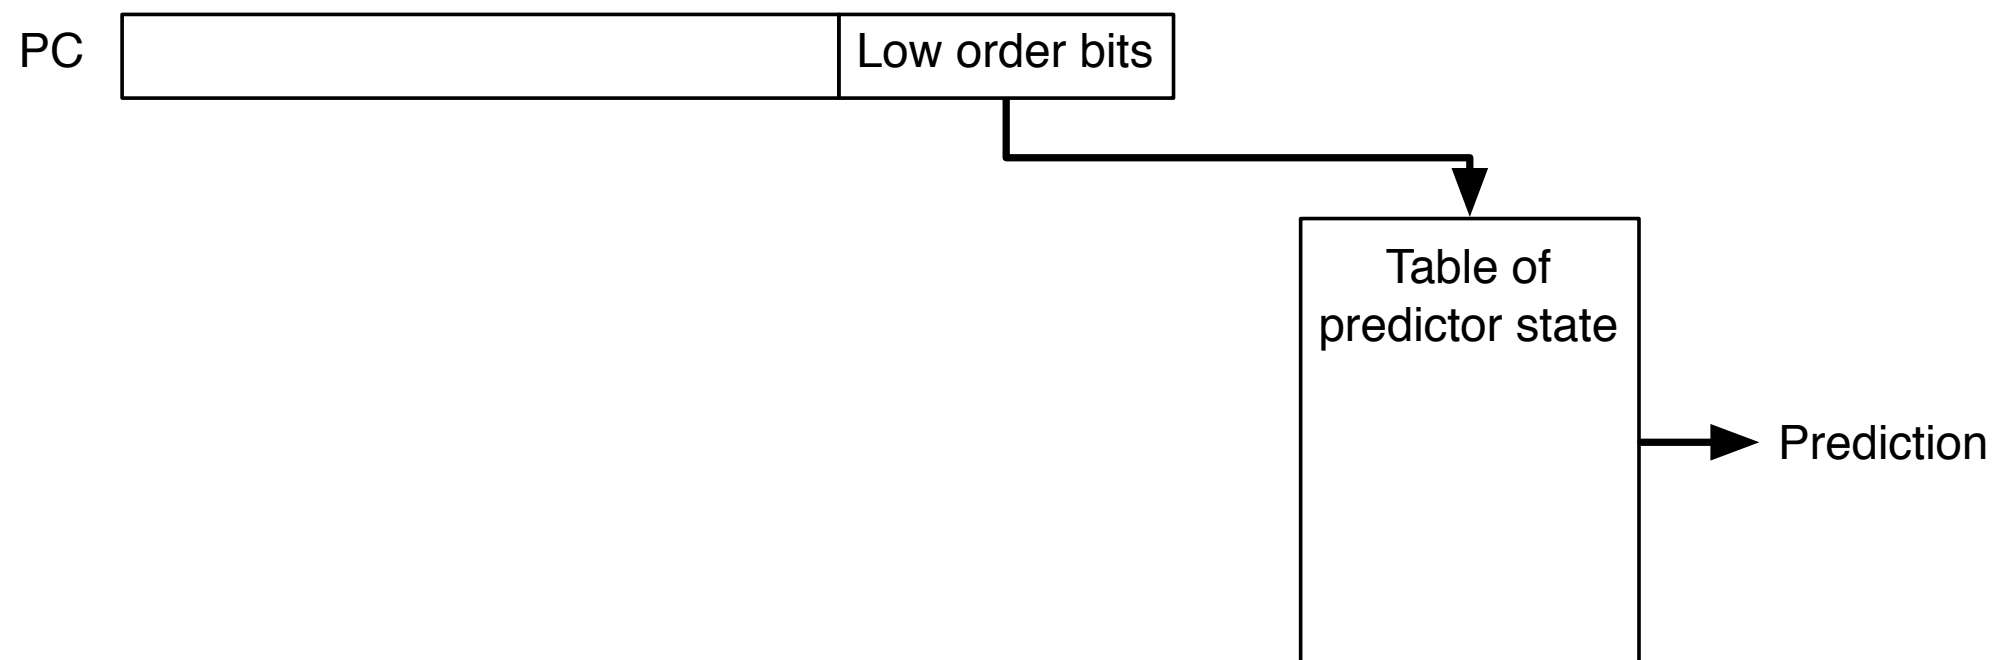 PC
Low order bits
Table of
predictor state
Prediction